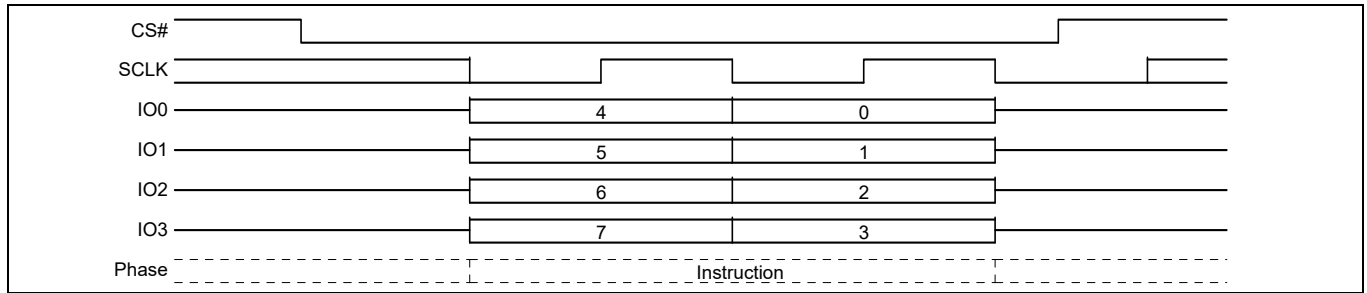 CS#
SCLK
IO0 4 0
IO1 5 1
IO2 6 2
IO3 7 3
Phase Instruction